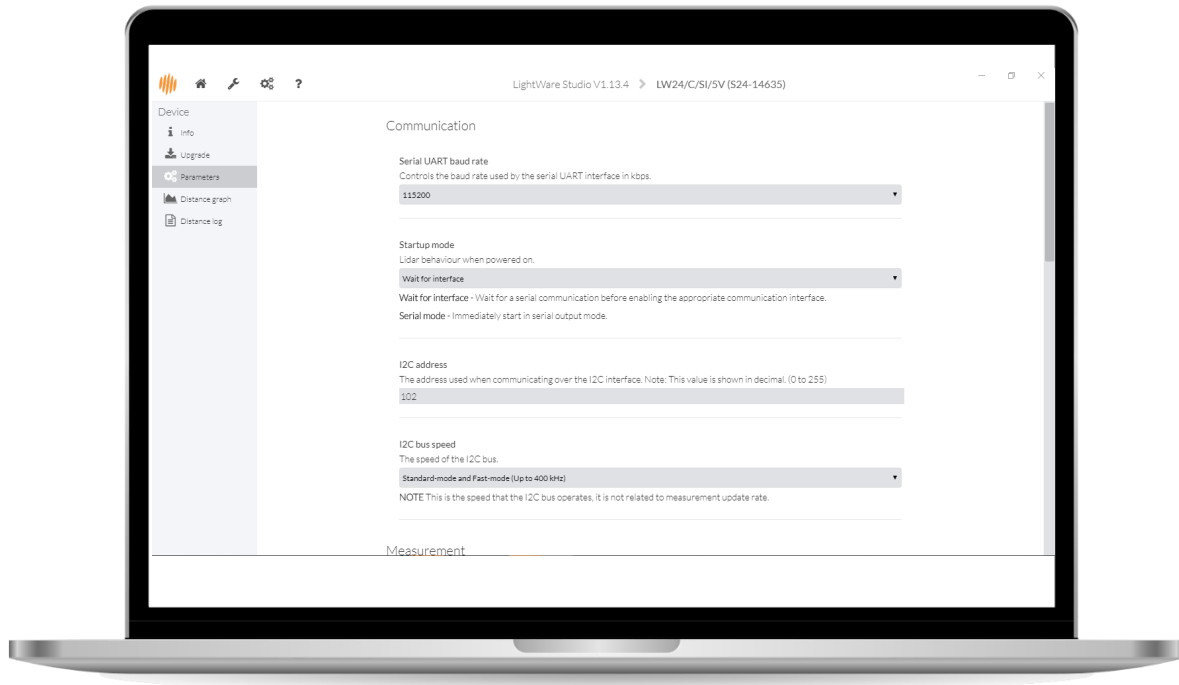 LightWare Studio V1.13.4 > LW24/C/SI/5V (S24-14635)
Device
Info
Upgrade
Parameters
Distance graph
Distance log
Communication
Serial UART baud rate
Controls the baud rate used by the serial UART interface in kbps.
115200
Startup mode
Lidar behaviour when powered on.
Wait for interface
Wait for interface - Wait for a serial communication before enabling the appropriate communication interface.
Serial mode - Immediately start in serial output mode.
I2C address
The address used when communicating over the I2C interface. Note: This value is shown in decimal. (0 to 255)
102
I2C bus speed
The speed of the I2C bus.
Standard-mode and Fast-mode (Up to 400 kHz)
NOTE This is the speed that the I2C bus operates, it is not related to measurement update rate.
Measurement